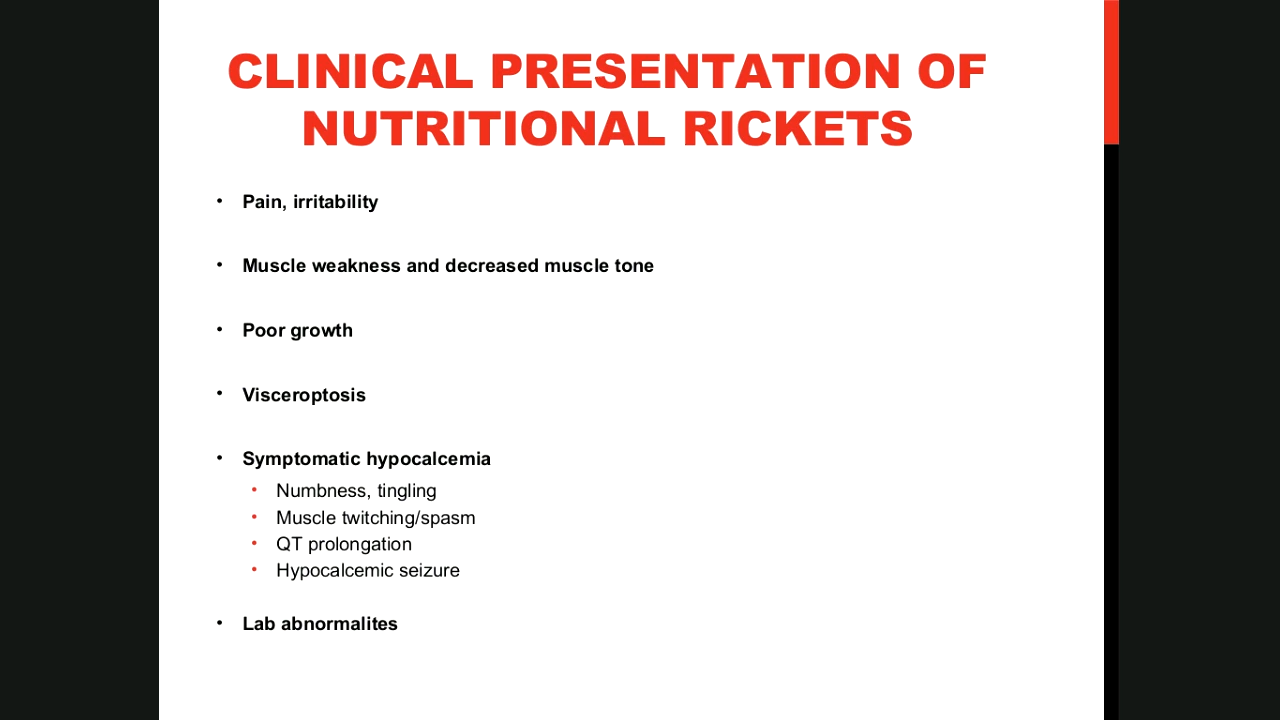 CLINICAL PRESENTATION OF
NUTRITIONAL RICKETS
• Pain, irritability
• Muscle weakness and decreased muscle tone
• Poor growth
• Visceroptosis
• Symptomatic hypocalcemia
• Numbness, tingling
• Muscle twitching/spasm
• QT prolongation
• Hypocalcemic seizure
• Lab abnormalites